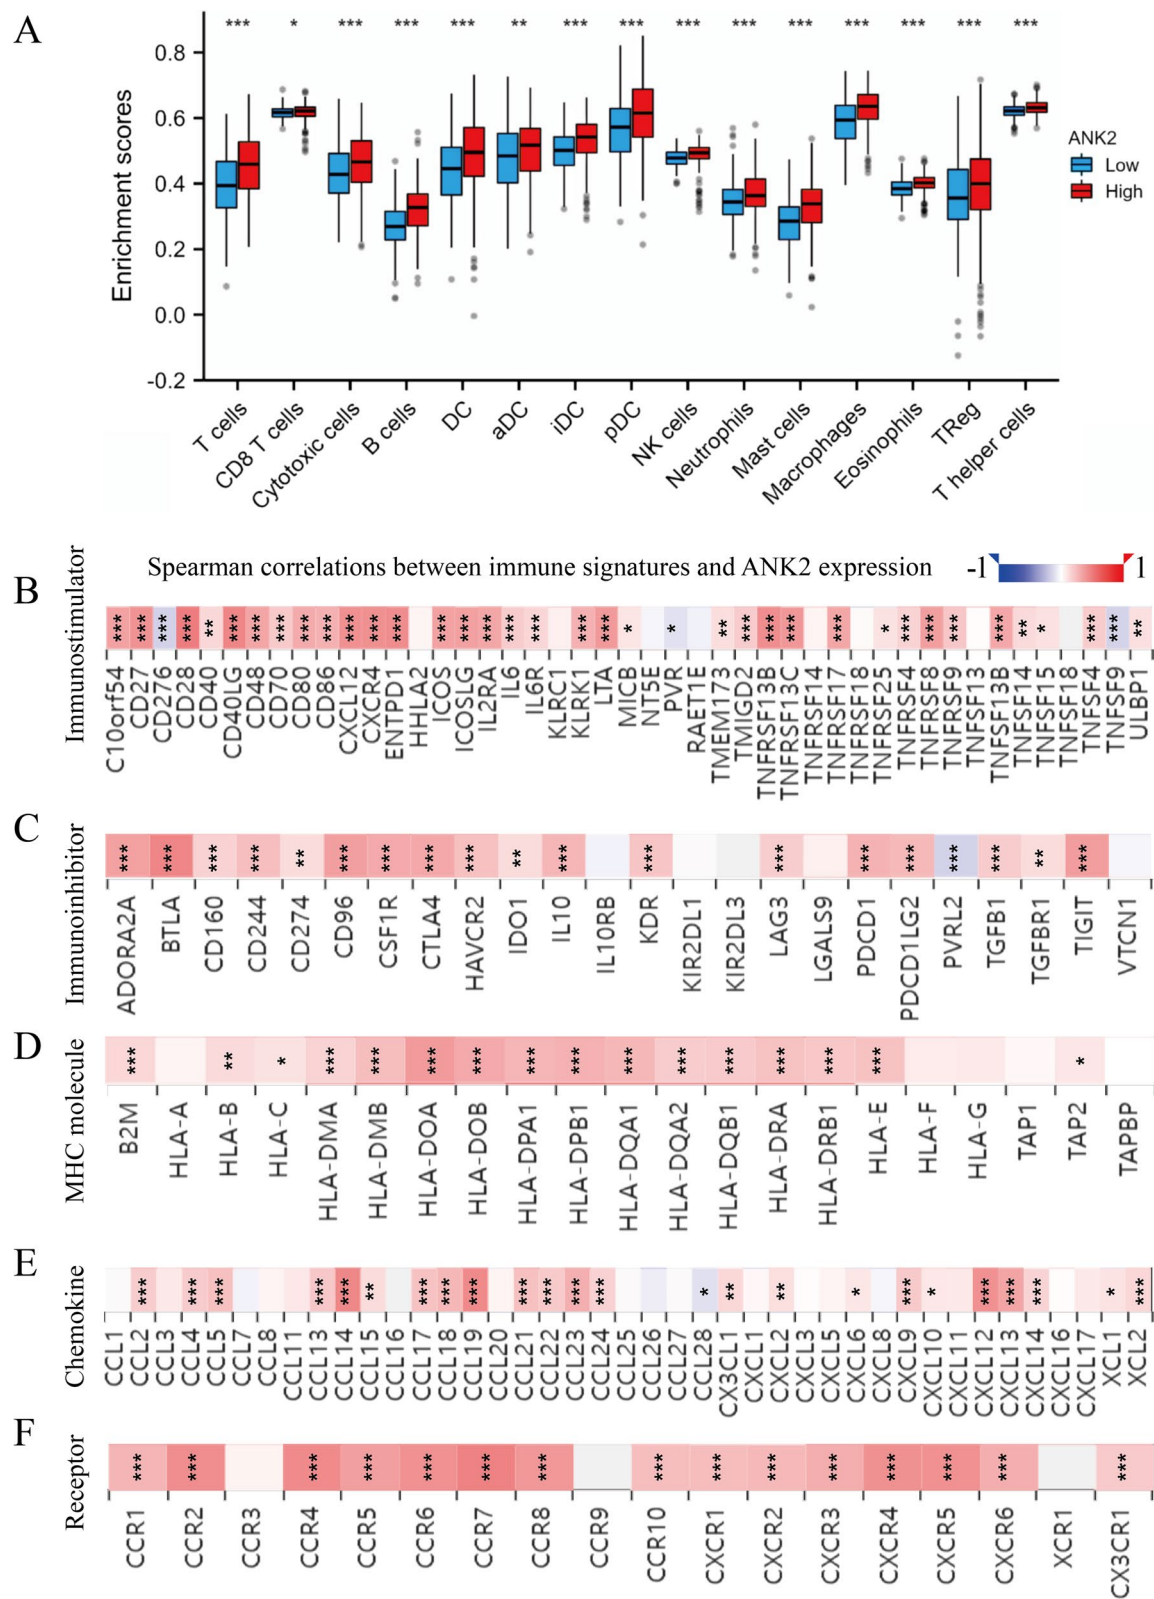 A
*** * *** *** *** ** *** *** *** *** *** *** *** *** ***
Enrichment scores
0.8
0.6
0.4
0.2
0.0
-0.2
ANK2
Low
High
T cells
CD8 T cells
Cytotoxic cells
B cells
DC
aDC
iDC
pDC
NK cells
Neutrophils
Mast cells
Macrophages
Eosinophils
TReg
T helper cells
B
Spearman correlations between immune signatures and ANK2 expression
-1
1
Immunostimulator
*** *** *** *** ** *** *** *** *** *** *** *** *** *** *** *** *** *** *** *** * * ** *** *** *** *** * *** *** *** *** ** * *** *** **
C10orf54
CD27
CD276
CD28
CD40
CD40LG
CD48
CD70
CD80
CD86
CXCL12
CXCR4
ENTPD1
HHLA2
ICOS
ICOSLG
IL2RA
IL6
IL6R
KLRC1
KLRK1
LTA
MICB
NT5E
PVR
RAET1E
TMEM173
TMIGD2
TNFRSF13B
TNFRSF13C
TNFRSF14
TNFRSF17
TNFRSF18
TNFRSF25
TNFRSF4
TNFRSF8
TNFRSF9
TNFSF13
TNFSF13B
TNFSF14
TNFSF15
TNFSF18
TNFSF4
TNFSF9
ULBP1
C
Immunoinhibitor
*** *** *** *** ** *** *** *** *** ** *** *** *** *** *** *** *** ** ***
ADORA2A
BTLA
CD160
CD244
CD274
CD96
CSF1R
CTLA4
HAVCR2
IDO1
IL10
IL10RB
KDR
KIR2DL1
KIR2DL3
LAG3
LGALS9
PDCD1
PDCD1LG2
PVRL2
TGFB1
TGFBR1
TIGIT
VTCN1
D
MHC molecule
*** ** * *** *** *** *** *** *** *** *** *** *** *** *** *
B2M
HLA-A
HLA-B
HLA-C
HLA-DMA
HLA-DMB
HLA-DOA
HLA-DOB
HLA-DPA1
HLA-DPB1
HLA-DQA1
HLA-DQA2
HLA-DQB1
HLA-DRA
HLA-DRB1
HLA-E
HLA-F
HLA-G
TAP1
TAP2
TAPBP
E
Chemokine
*** *** *** *** *** ** *** *** *** *** *** *** *** * *** ** * *** * *** *** *** * ***
CCL1
CCL2
CCL3
CCL4
CCL5
CCL7
CCL8
CCL11
CCL13
CCL14
CCL15
CCL16
CCL17
CCL18
CCL19
CCL20
CCL21
CCL22
CCL23
CCL24
CCL25
CCL26
CCL27
CCL28
CX3CL1
CXCL1
CXCL2
CXCL3
CXCL5
CXCL6
CXCL8
CXCL9
CXCL10
CXCL11
CXCL12
CXCL13
CXCL14
CXCL16
CXCL17
XCL1
XCL2
F
Receptor
*** *** *** *** *** *** *** *** *** *** *** *** *** *** ***
CCR1
CCR2
CCR3
CCR4
CCR5
CCR6
CCR7
CCR8
CCR9
CCR10
CXCR1
CXCR2
CXCR3
CXCR4
CXCR5
CXCR6
XCR1
CX3CR1